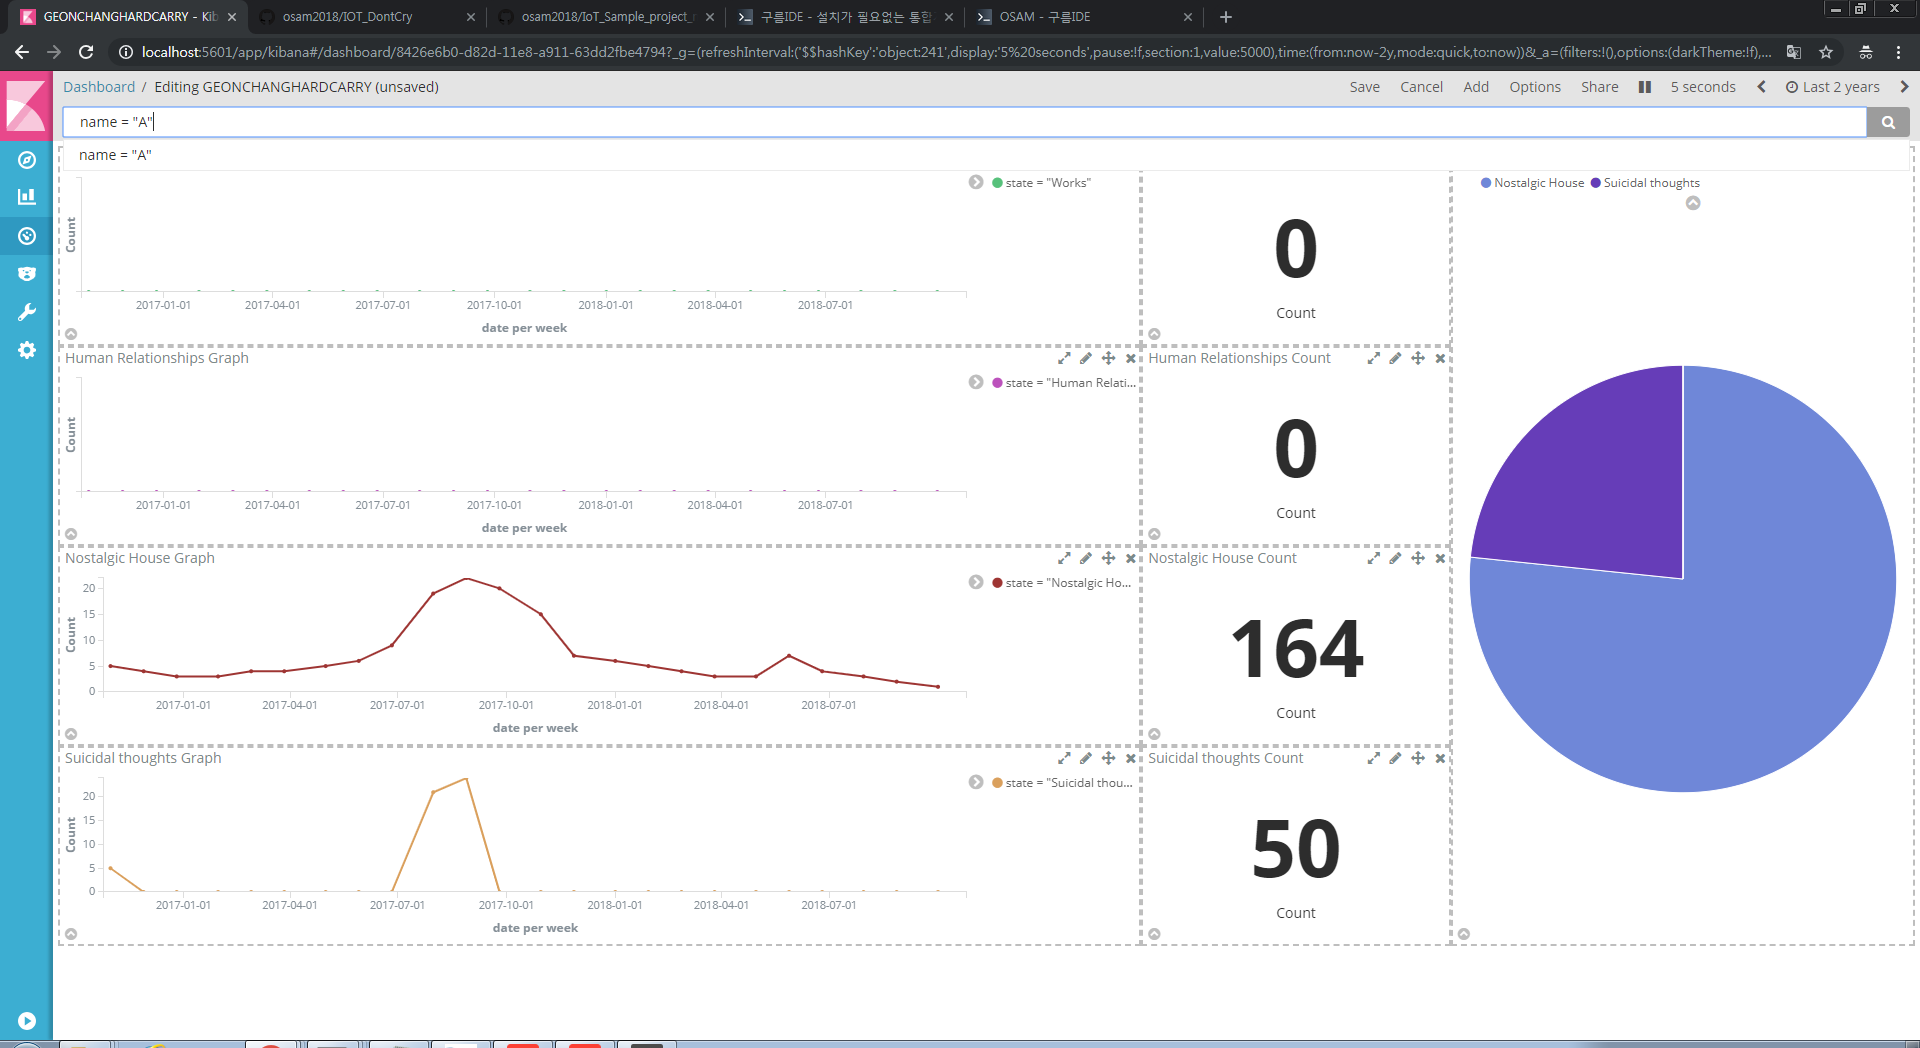 GEONCHANGHARDCARRY - Kib
osam2018/IOT_DontCry
osam2018/IoT_Sample_project_
구름IDE - 설치가 필요없는 통합
OSAM - 구름IDE
localhost:5601/app/kibana#/dashboard/8426e6b0-d82d-11e8-a911-63dd2fbe4794?_g=(refreshInterval:('$$hashKey':'object:241',display:'5%20seconds',pause:!f,section:1,value:5000),time:(from:now-2y,mode:quick,to:now))&_a=(filters:!(),options:(darkTheme:!f),...
Dashboard / Editing GEONCHANGHARDCARRY (unsaved)
Save Cancel Add Options Share 5 seconds Last 2 years
name = "A"
name = "A"
Count
state = "Works"
2017-01-01 2017-04-01 2017-07-01 2017-10-01 2018-01-01 2018-04-01 2018-07-01
date per week
0
Count
Nostalgic House Suicidal thoughts
Human Relationships Graph
Count
state = "Human Relati...
2017-01-01 2017-04-01 2017-07-01 2017-10-01 2018-01-01 2018-04-01 2018-07-01
date per week
Human Relationships Count
0
Count
Nostalgic House Graph
Count
20
15
10
5
0
state = "Nostalgic Ho...
2017-01-01 2017-04-01 2017-07-01 2017-10-01 2018-01-01 2018-04-01 2018-07-01
date per week
Nostalgic House Count
164
Count
Suicidal thoughts Graph
Count
20
15
10
5
0
state = "Suicidal thou...
2017-01-01 2017-04-01 2017-07-01 2017-10-01 2018-01-01 2018-04-01 2018-07-01
date per week
Suicidal thoughts Count
50
Count